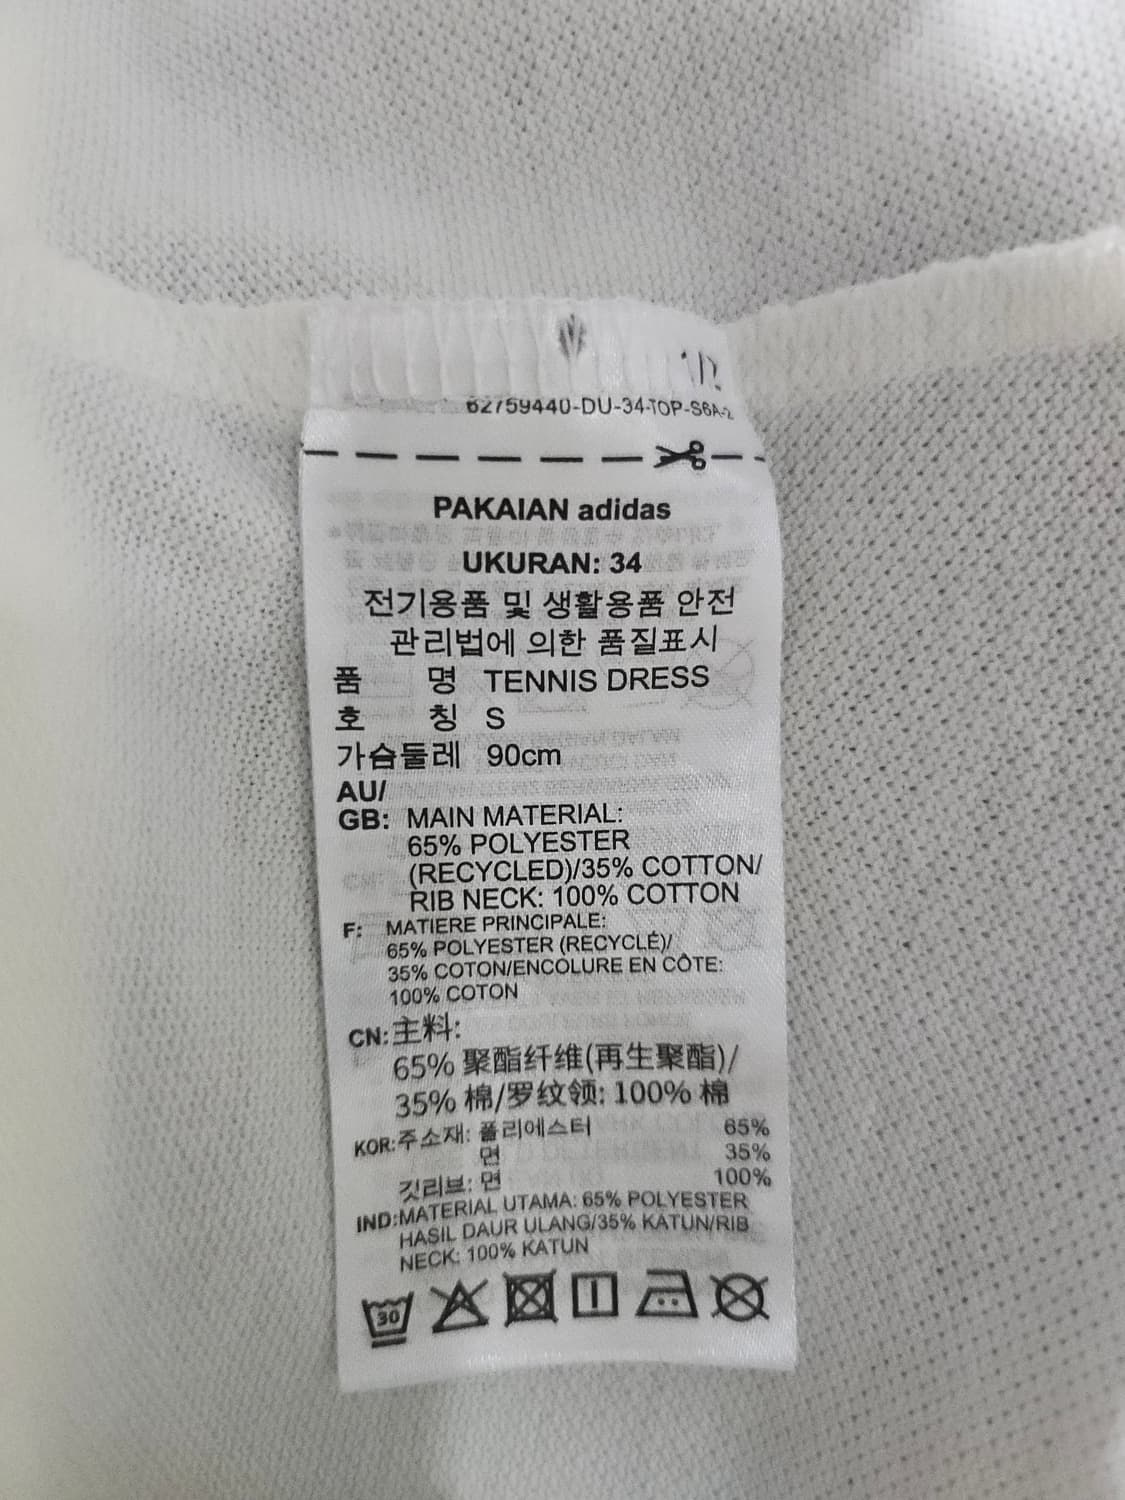 62759440-DU-34-TOP-S6A-2
PAKAIAN adidas
UKURAN: 34
전기용품 및 생활용품 안전
관리법에 의한 품질표시
품 명 TENNIS DRESS
호 칭 S
가슴둘레 90cm
AU/
GB: MAIN MATERIAL:
65% POLYESTER
(RECYCLED)/35% COTTON/
RIB NECK: 100% COTTON
F: MATIERE PRINCIPALE:
65% POLYESTER (RECYCLÉ)/
35% COTON/ENCOLURE EN CÔTE:
100% COTON
CN: 主料:
65% 聚酯纤维(再生聚酯)/
35% 棉/罗纹领: 100% 棉
KOR: 주소재: 폴리에스터 65%
면 35%
깃리브: 면 100%
IND: MATERIAL UTAMA: 65% POLYESTER
HASIL DAUR ULANG/35% KATUN/RIB
NECK: 100% KATUN
30